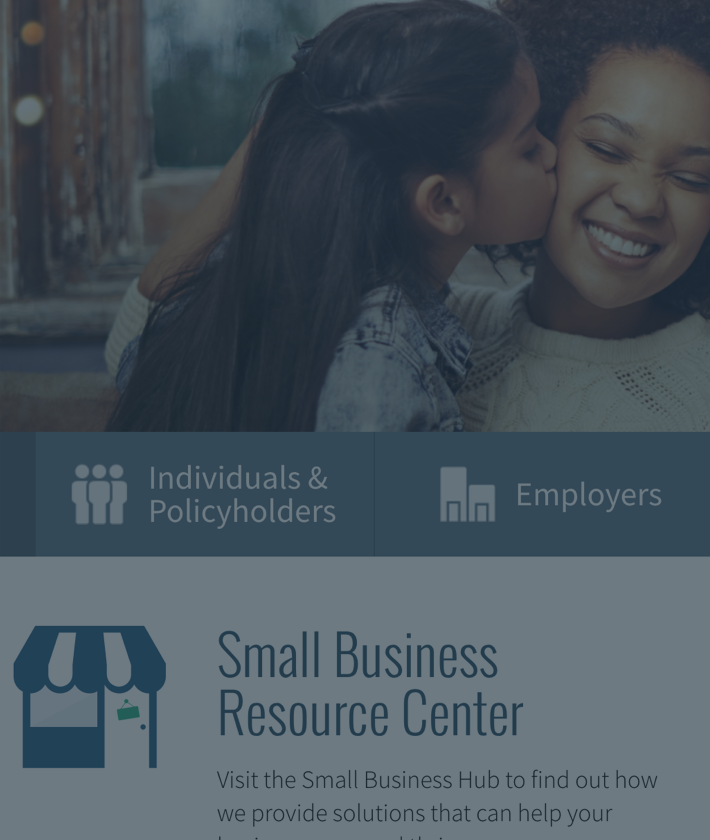 Individuals &
Policyholders
Employers
Small Business
Resource Center
Visit the Small Business Hub to find out how
we provide solutions that can help your